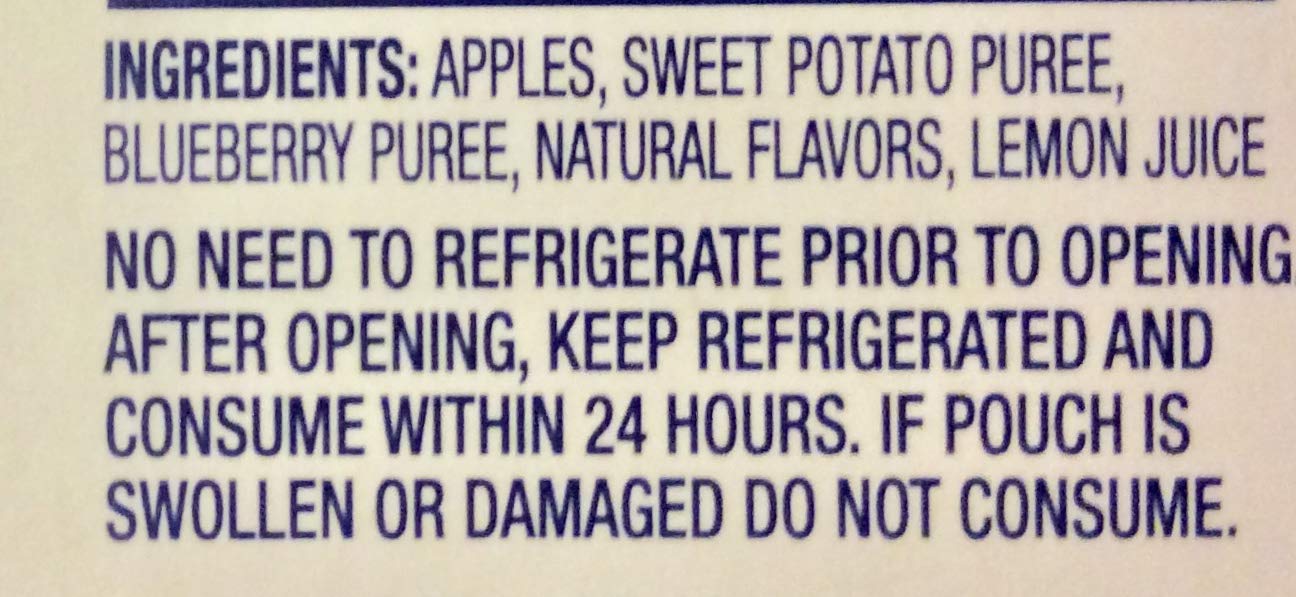 INGREDIENTS: APPLES, SWEET POTATO PUREE,
BLUEBERRY PUREE, NATURAL FLAVORS, LEMON JUICE
NO NEED TO REFRIGERATE PRIOR TO OPENING.
AFTER OPENING, KEEP REFRIGERATED AND
CONSUME WITHIN 24 HOURS. IF POUCH IS
SWOLLEN OR DAMAGED DO NOT CONSUME.